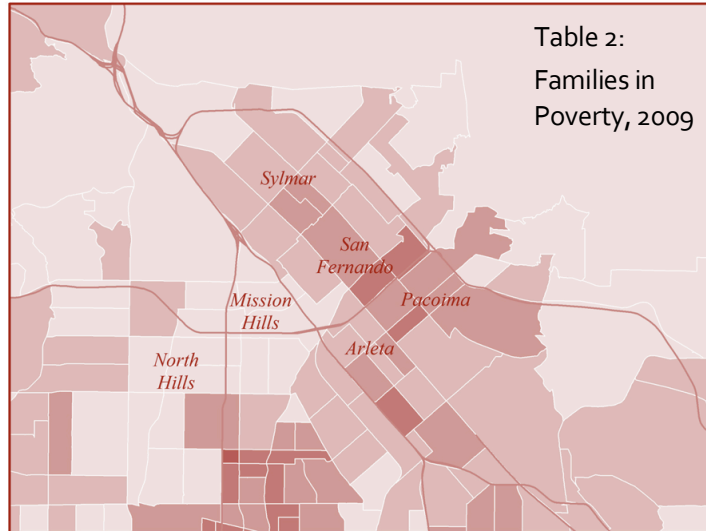 Table 2:
Families in
Poverty, 2009
Sylmar
San
Fernando
Mission
Hills
Pacoima
Arleta
North
Hills